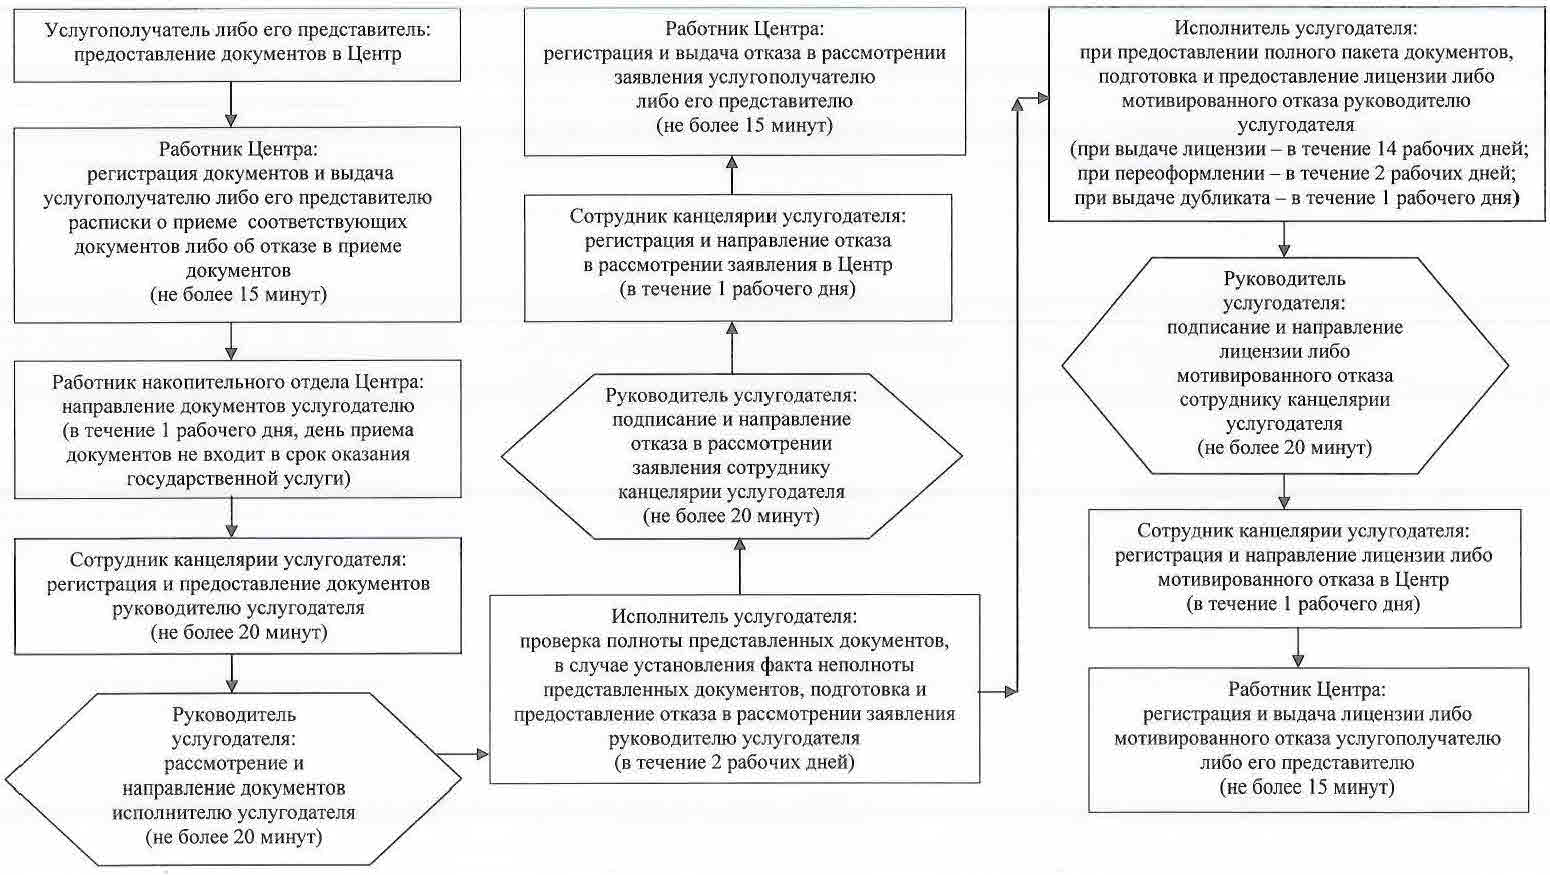 Услугополучатель либо его представитель:
предоставление документов в Центр
Работник Центра:
регистрация документов и выдача
услугополучателю либо его представителю
расписки о приеме соответствующих
документов либо об отказе в приеме
документов
(не более 15 минут)
Работник накопительного отдела Центра:
направление документов услугодателю
(в течение 1 рабочего дня, день приема
документов не входит в срок оказания
государственной услуги)
Сотрудник канцелярии услугодателя:
регистрация и предоставление документов
руководителю услугодателя
(не более 20 минут)
Руководитель
услугодателя:
рассмотрение и
направление документов
исполнителю услугодателя
(не более 20 минут)
Работник Центра:
регистрация и выдача отказа в рассмотрении
заявления услугополучателю
либо его представителю
(не более 15 минут)
Сотрудник канцелярии услугодателя:
регистрация и направление отказа
в рассмотрении заявления в Центр
(в течение 1 рабочего дня)
Руководитель услугодателя:
подписание и направление
отказа в рассмотрении
заявления сотруднику
канцелярии услугодателя
(не более 20 минут)
Исполнитель услугодателя:
проверка полноты представленных документов,
в случае установления факта неполноты
представленных документов, подготовка и
предоставление отказа в рассмотрении заявления
руководителю услугодателя
(в течение 2 рабочих дней)
Исполнитель услугодателя:
при предоставлении полного пакета документов,
подготовка и предоставление лицензии либо
мотивированного отказа руководителю
услугодателя
(при выдаче лицензии – в течение 14 рабочих дней;
при переоформлении – в течение 2 рабочих дней;
при выдаче дубликата – в течение 1 рабочего дня)
Руководитель
услугодателя:
подписание и направление
лицензии либо
мотивированного отказа
сотруднику канцелярии
услугодателя
(не более 20 минут)
Сотрудник канцелярии услугодателя:
регистрация и направление лицензии либо
мотивированного отказа в Центр
(в течение 1 рабочего дня)
Работник Центра:
регистрация и выдача лицензии либо
мотивированного отказа услугополучателю
либо его представителю
(не более 15 минут)